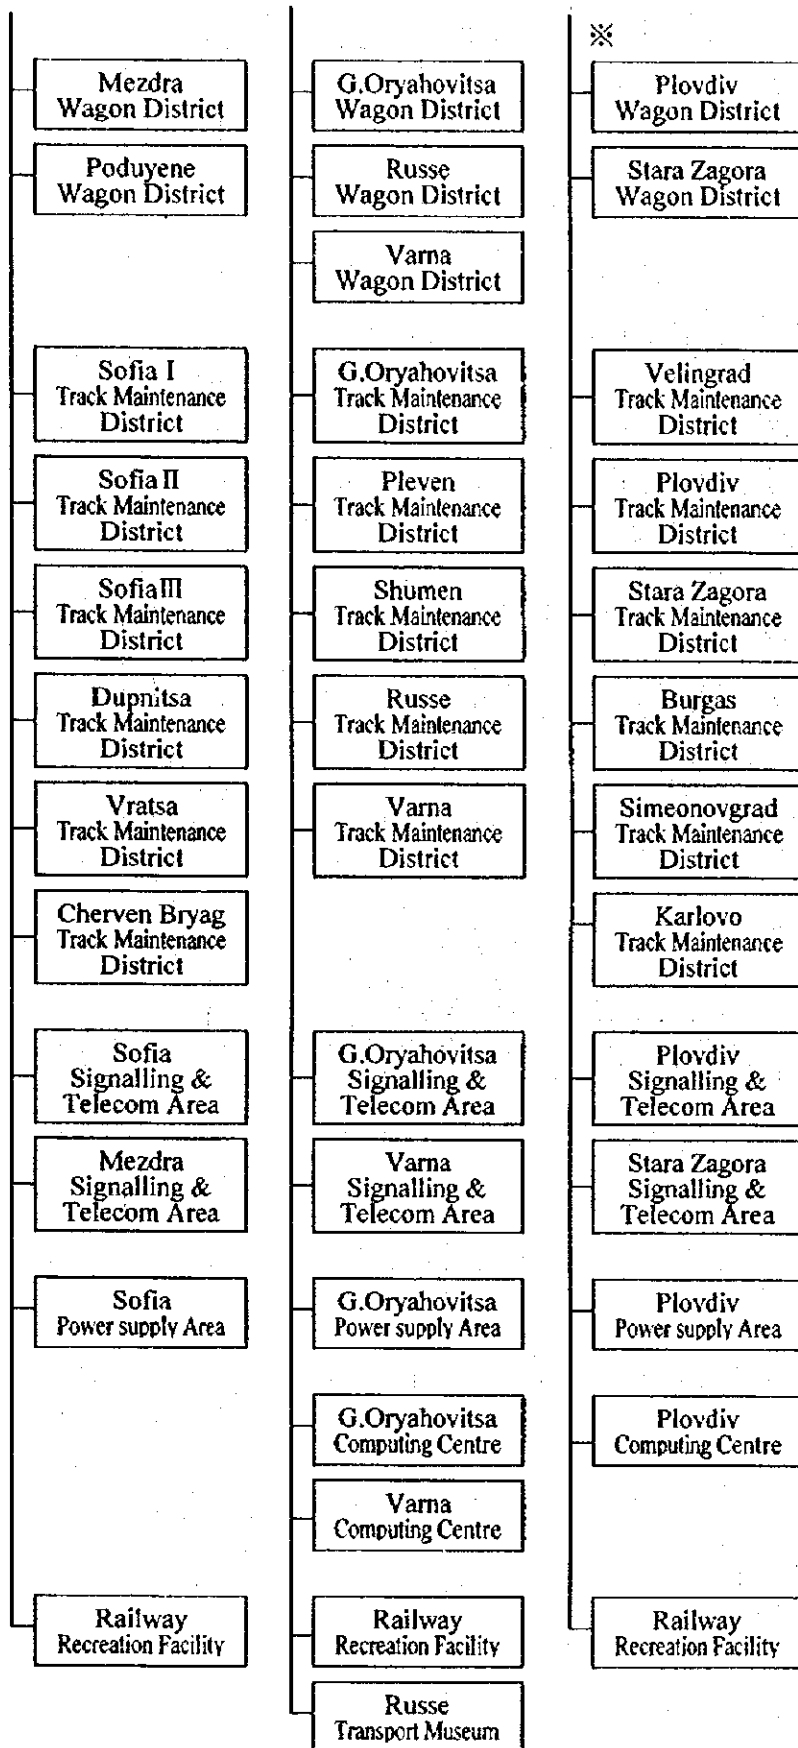 ※
Mezdra
Wagon District
Poduyene
Wagon District
Sofia I
Track Maintenance
District
Sofia II
Track Maintenance
District
Sofia III
Track Maintenance
District
Dupnitsa
Track Maintenance
District
Vratsa
Track Maintenance
District
Cherven Bryag
Track Maintenance
District
Sofia
Signalling &
Telecom Area
Mezdra
Signalling &
Telecom Area
Sofia
Power supply Area
Railway
Recreation Facility
G.Oryahovitsa
Wagon District
Russe
Wagon District
Varna
Wagon District
G.Oryahovitsa
Track Maintenance
District
Pleven
Track Maintenance
District
Shumen
Track Maintenance
District
Russe
Track Maintenance
District
Varna
Track Maintenance
District
G.Oryahovitsa
Signalling &
Telecom Area
Varna
Signalling &
Telecom Area
G.Oryahovitsa
Power supply Area
G.Oryahovitsa
Computing Centre
Varna
Computing Centre
Railway
Recreation Facility
Russe
Transport Museum
Plovdiv
Wagon District
Stara Zagora
Wagon District
Velingrad
Track Maintenance
District
Plovdiv
Track Maintenance
District
Stara Zagora
Track Maintenance
District
Burgas
Track Maintenance
District
Simeonovgrad
Track Maintenance
District
Karlovo
Track Maintenance
District
Plovdiv
Signalling &
Telecom Area
Stara Zagora
Signalling &
Telecom Area
Plovdiv
Power supply Area
Plovdiv
Computing Centre
Railway
Recreation Facility